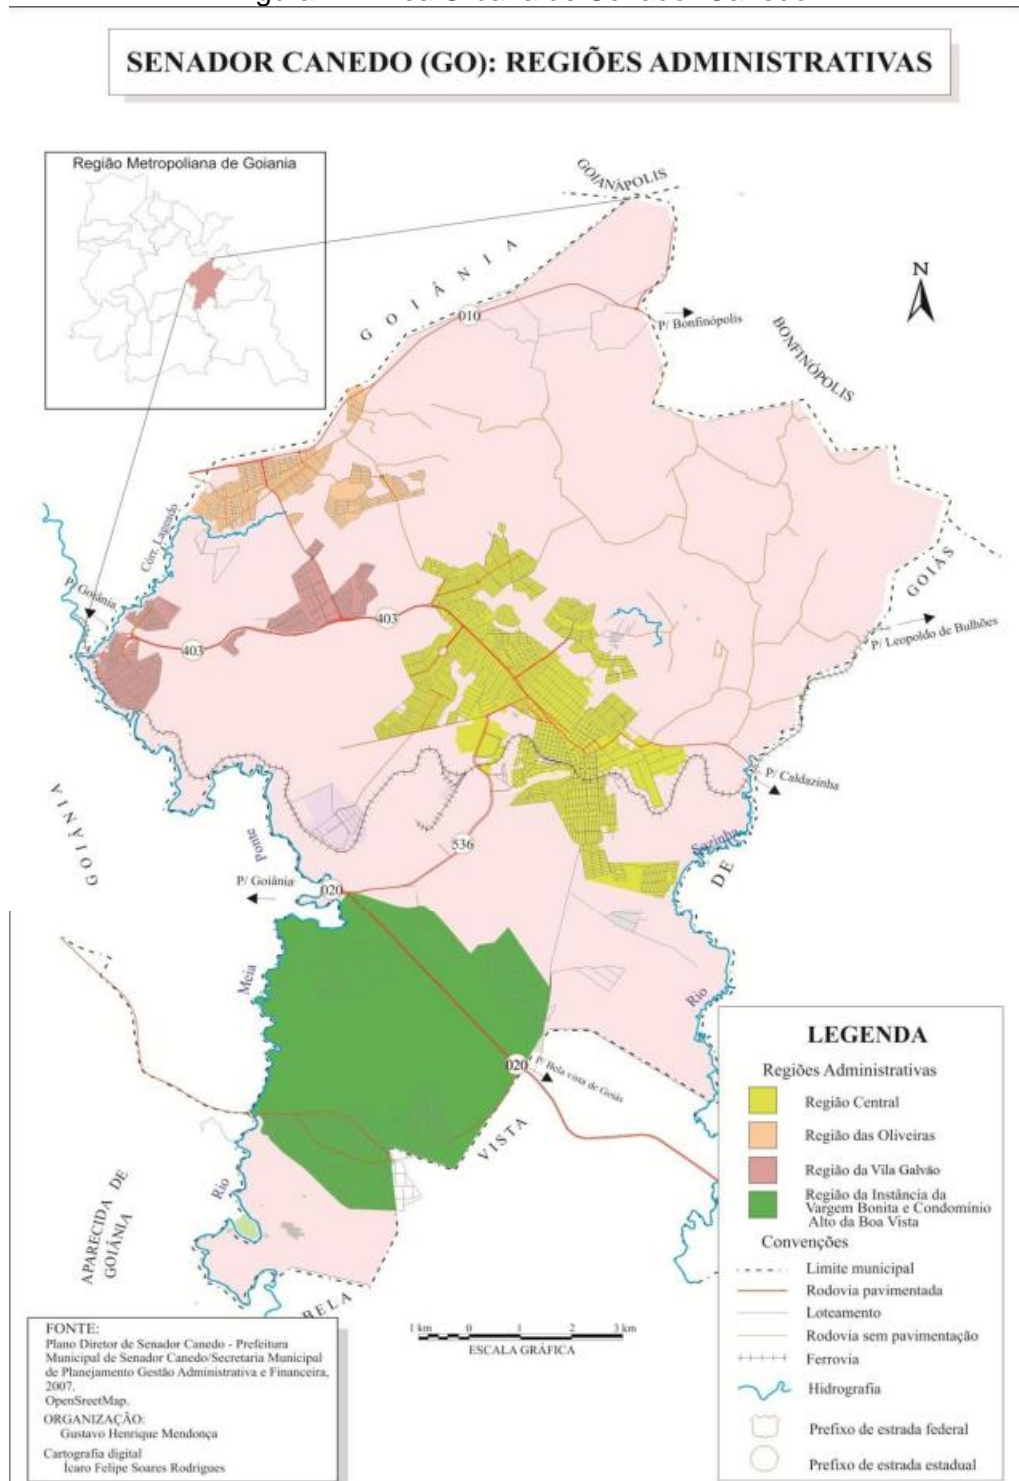 SENADOR CANEDO (GO): REGIÕES ADMINISTRATIVAS
Região Metropoliana de Goiania
GOIANÁPOLIS
GOIÂNIA
010
P/ Bonfinópolis
N
BONFINÓPOLIS
Córr. Lageado
P/ Goiânia
403
403
GOIÁS
P/ Leopoldo de Bulhões
P/ Caldazinha
GOIÂNIA
Ponte
536
Sozinha
DE
P/ Goiânia
020
Meia
Rio
020
P/ Bela vista de Goiás
VISTA
Rio
APARECIDA DE
GOIÂNIA
BELA
LEGENDA
Regiões Administrativas
Região Central
Região das Oliveiras
Região da Vila Galvão
Região da Instância da
Vargem Bonita e Condomínio
Alto da Boa Vista
Convenções
Limite municipal
Rodovia pavimentada
Loteamento
Rodovia sem pavimentação
Ferrovia
Hidrografia
Prefixo de estrada federal
Prefixo de estrada estadual
1 km 0 1 2 3 km
ESCALA GRÁFICA
FONTE:
Plano Diretor de Senador Canedo - Prefeitura
Municipal de Senador Canedo/Secretaria Municipal
de Planejamento Gestão Administrativa e Financeira,
2007.
OpenSreetMap.
ORGANIZAÇÃO:
Gustavo Henrique Mendonça
Cartografia digital
Ícaro Felipe Soares Rodrigues